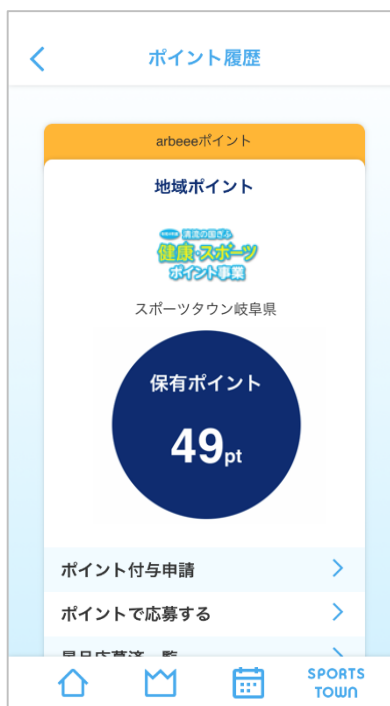 ポイント履歴
arbeeeポイント
地域ポイント
清流の国ぎふ
健康・スポーツ
ポイント事業
スポーツタウン岐阜県
保有ポイント
49pt
ポイント付与申請
ポイントで応募する
SPORTS
TOWN